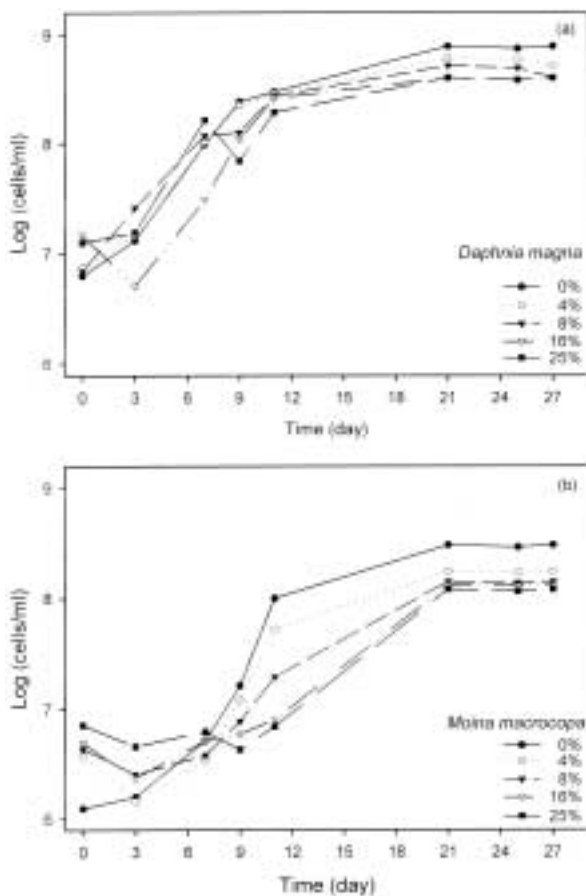 (a)
9
8
7
6
Log (cells/ml)
Daphnia magna
0%
4%
8%
16%
25%
0 3 6 9 12 15 18 21 24 27
Time (day)
(b)
9
8
7
6
Log (cells/ml)
Moina macrocopa
0%
4%
8%
16%
25%
0 3 6 9 12 15 18 21 24 27
Time (day)